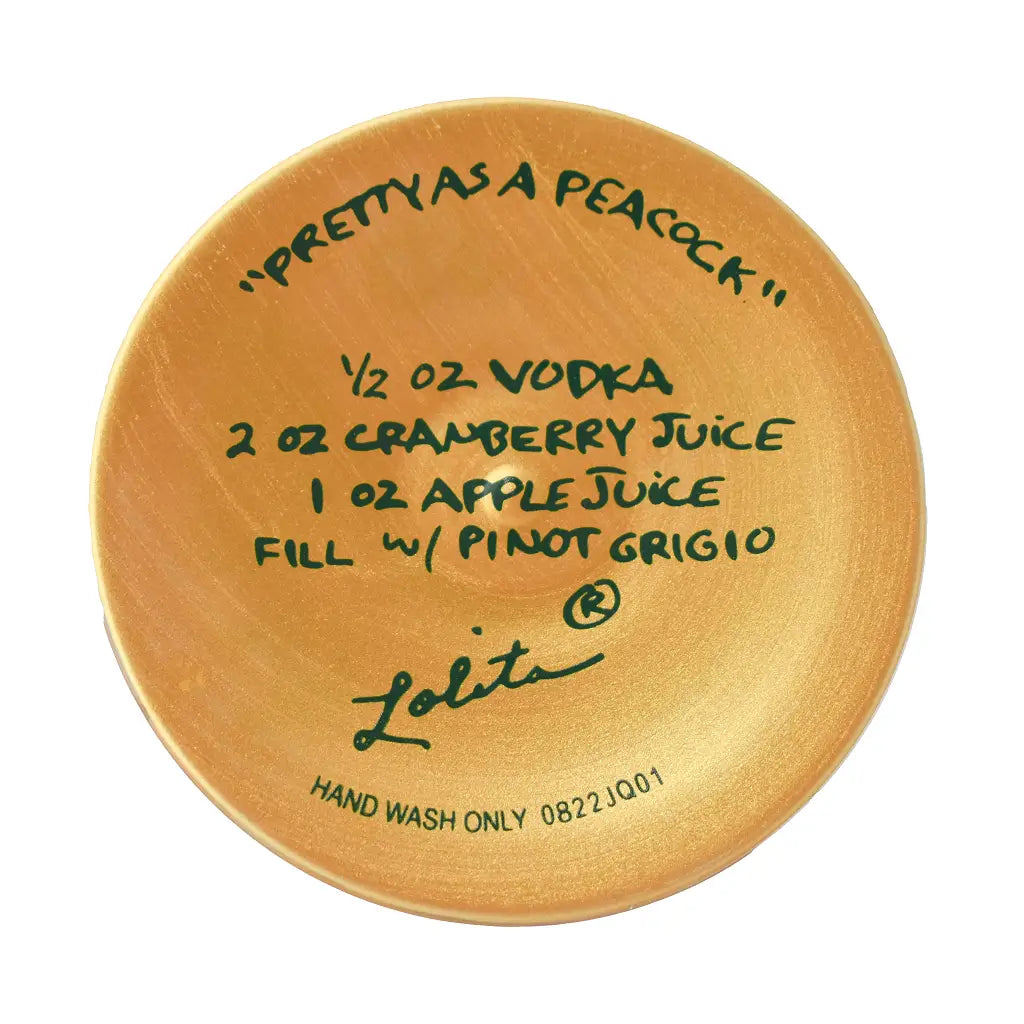 "PRETTY AS A PEACOCK"
1/2 OZ VODKA
2 OZ CRANBERRY JUICE
1 OZ APPLE JUICE
FILL W/ PINOT GRIGIO
Lolita®
HAND WASH ONLY 0822JQ01